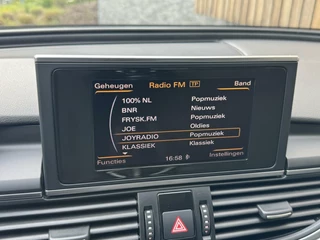 Geheugen Radio FM TP Band
100% NL Popmuziek
BNR Nieuws
FRYSK.FM Popmuziek
JOE Oldies
JOYRADIO Popmuziek
KLASSIEK Klassiek
Functies 16:58 Instellingen